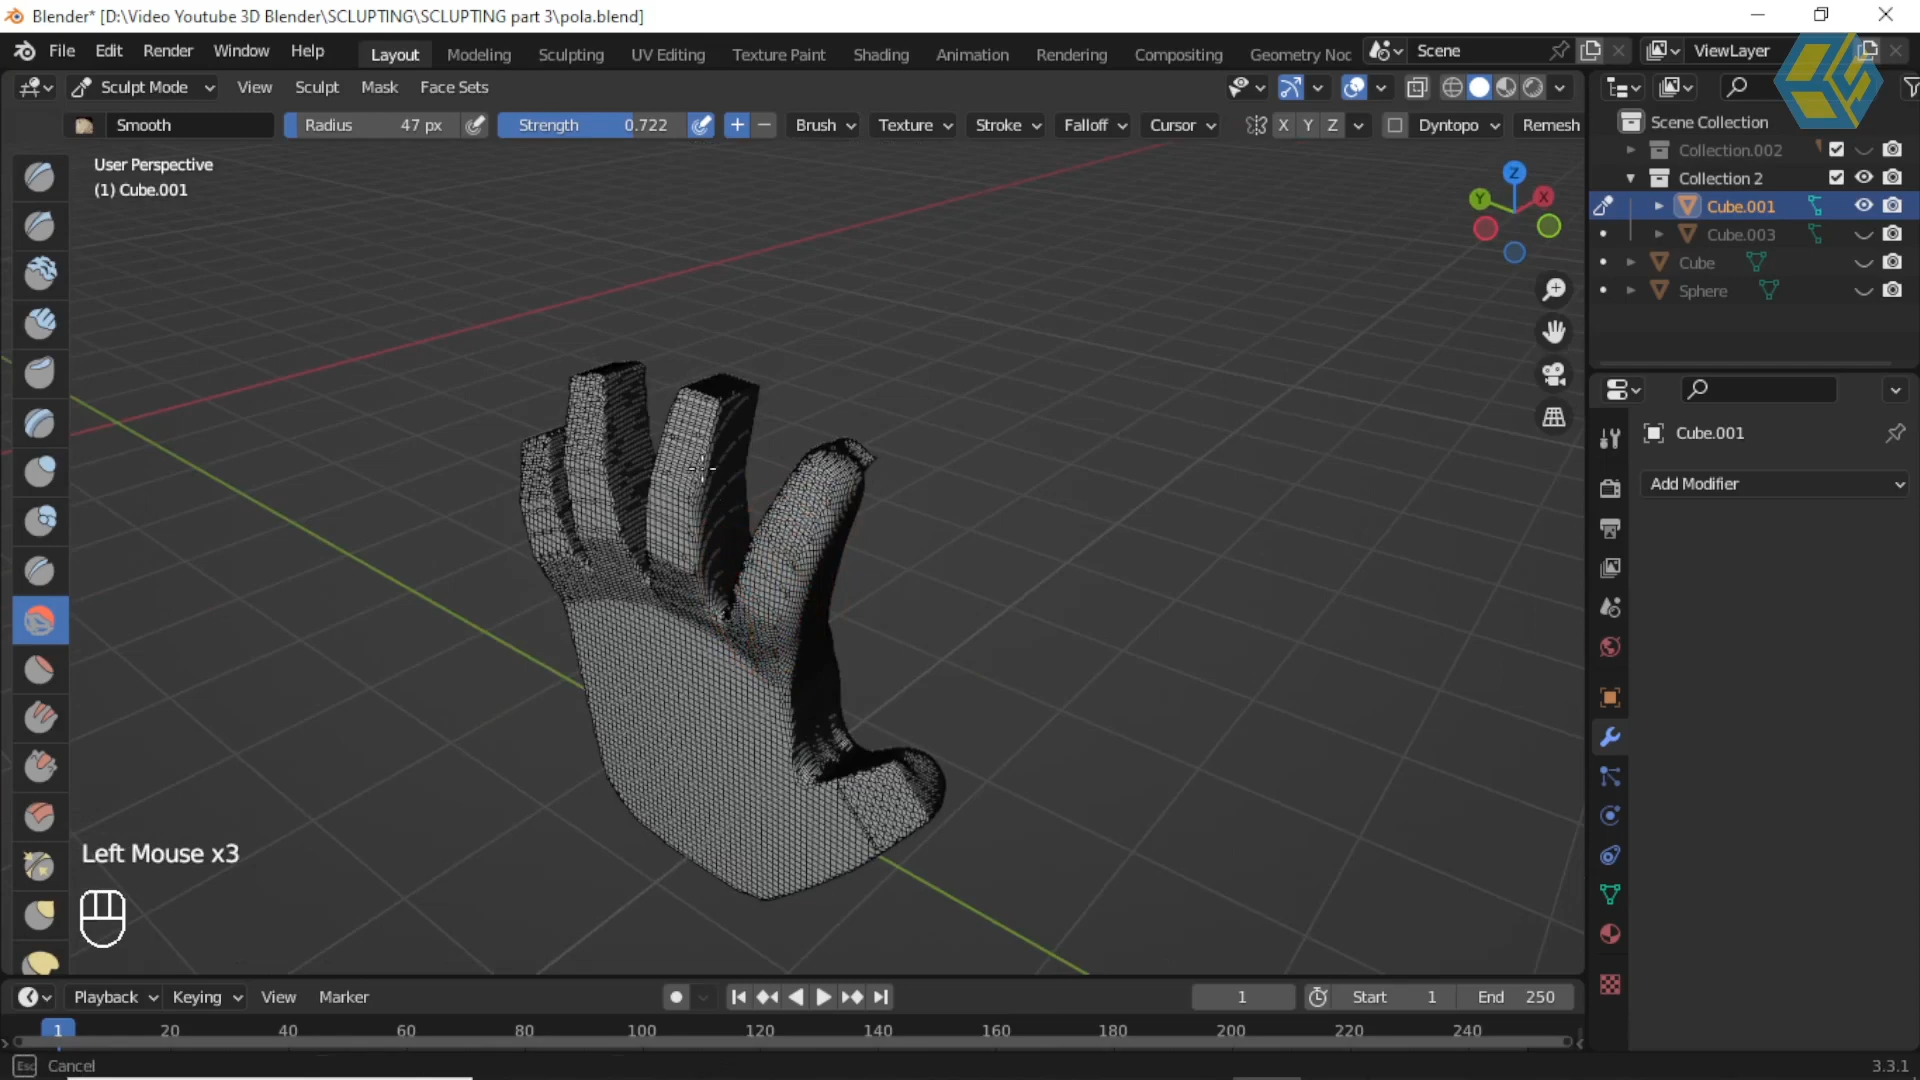 Blender* [D:\Video Youtube 3D Blender\SCLUPTING\SCLUPTING part 3\pola.blend]
File Edit Render Window Help Layout Modeling Sculpting UV Editing Texture Paint Shading Animation Rendering Compositing Geometry Noc Scene ViewLayer
Sculpt Mode View Sculpt Mask Face Sets
Smooth Radius 47 px Strength 0.722 Brush Texture Stroke Falloff Cursor X Y Z Dyntopo Remesh
User Perspective
(1) Cube.001
Z
Y
X
Scene Collection
Collection.002
Collection 2
Cube.001
Cube.003
Cube
Sphere
Cube.001
Add Modifier
Left Mouse x3
Playback Keying View Marker 1 Start 1 End 250
1 20 40 60 80 100 120 140 160 180 200 220 240
Esc Cancel 3.3.1